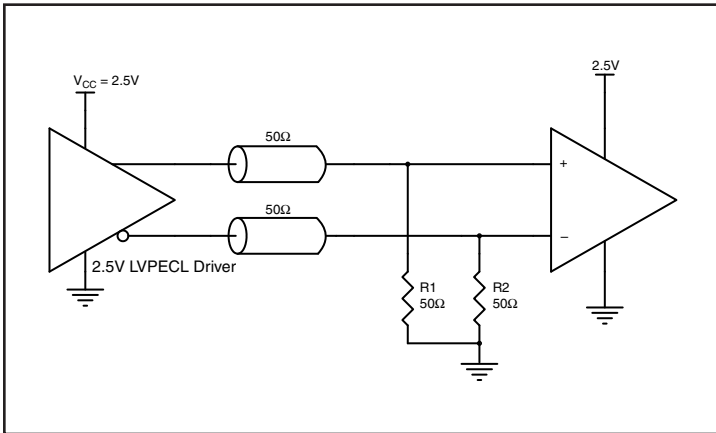 V_CC = 2.5V
2.5V
50Ω
+
50Ω
–
2.5V LVPECL Driver
R1
50Ω
R2
50Ω